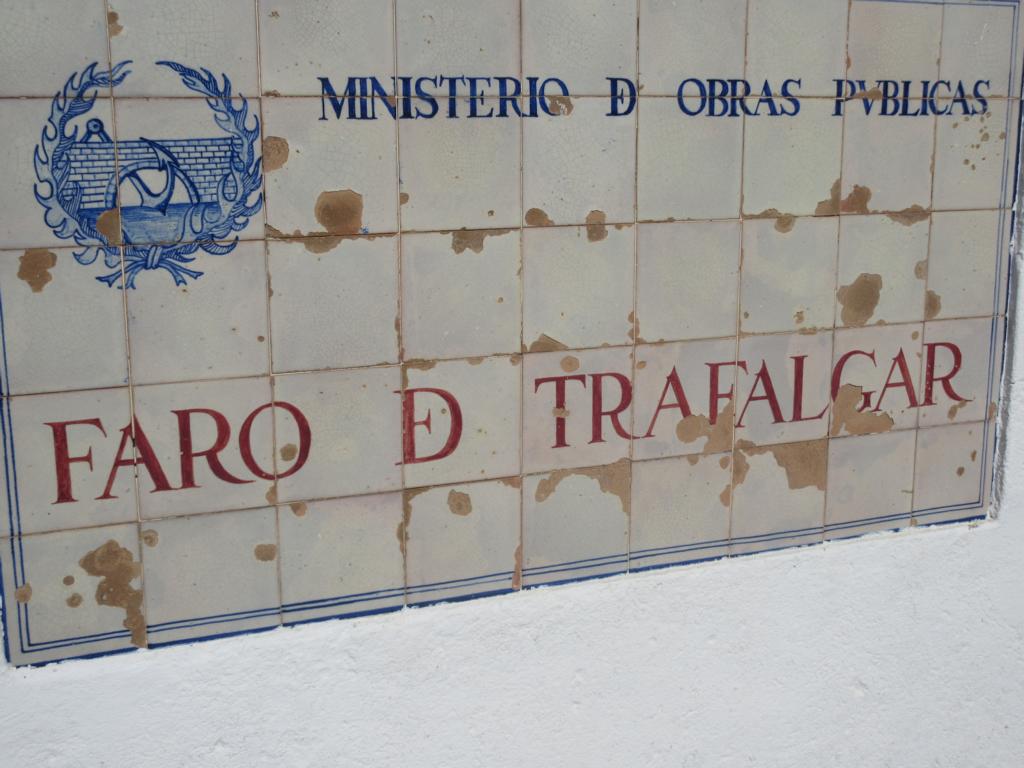 MINISTERIO Đ OBRAS PVBLICAS
FARO Đ TRAFALGAR